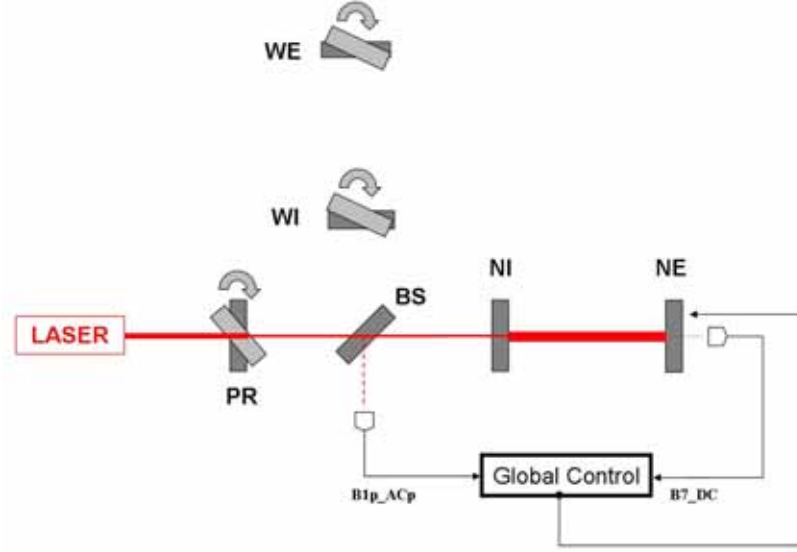 WE
WI
NI
NE
BS
LASER
PR
Global Control
B1p_ACp
B7_DC